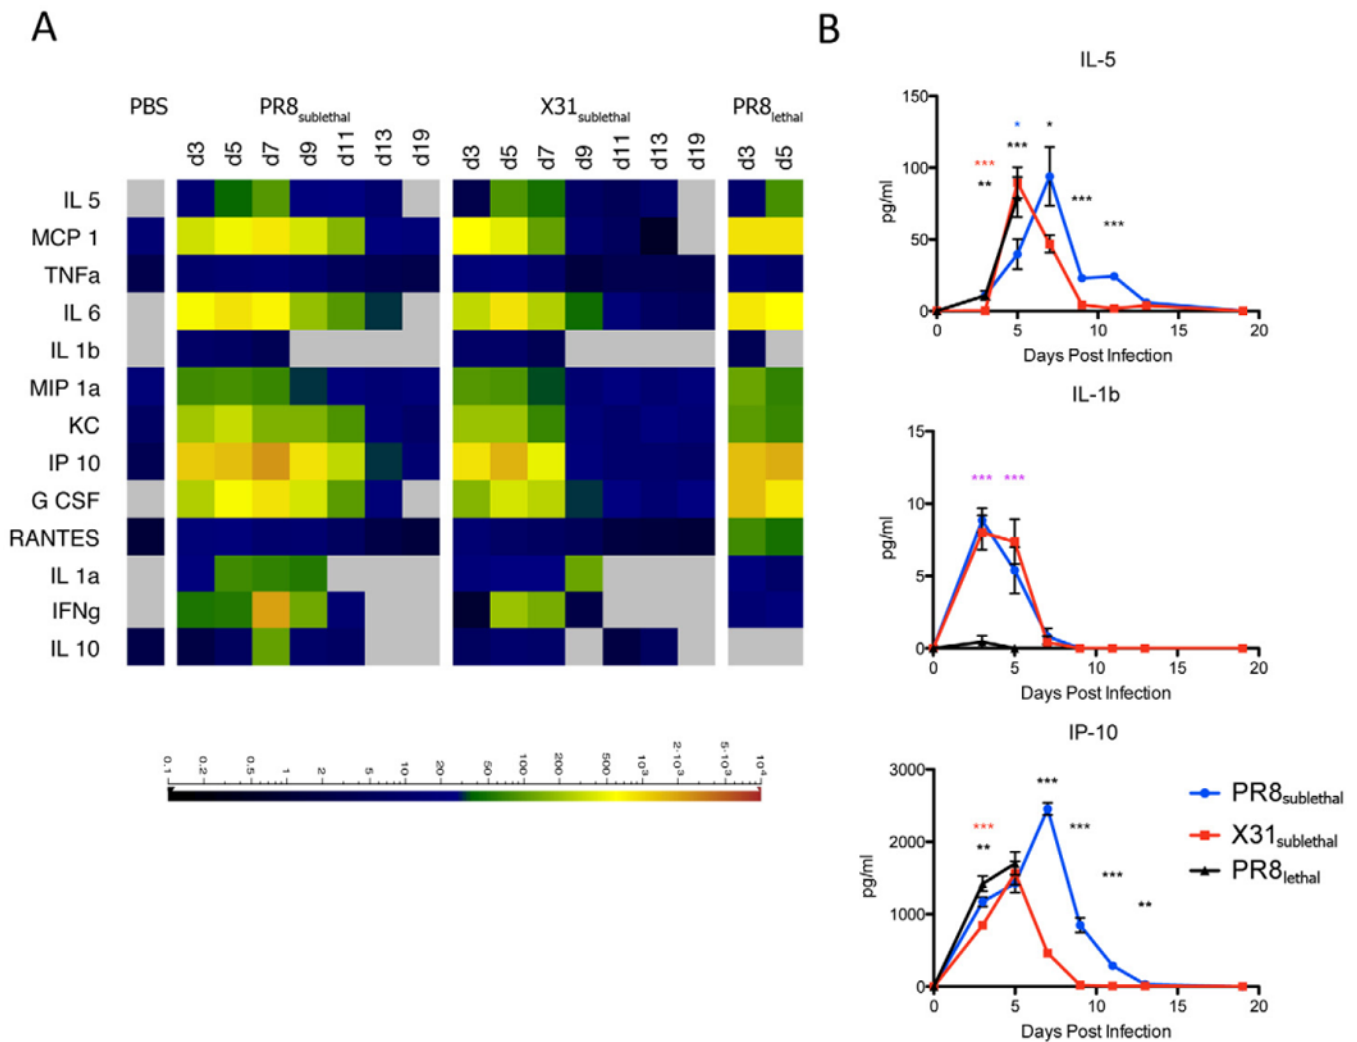 A
PBS PR8sublethal X31sublethal PR8lethal
d3 d5 d7 d9 d11 d13 d19 d3 d5 d7 d9 d11 d13 d19 d3 d5
IL 5
MCP 1
TNFa
IL 6
IL 1b
MIP 1a
KC
IP 10
G CSF
RANTES
IL 1a
IFNg
IL 10
0.1 0.2 0.5 1 2 5 10 20 50 100 200 500 10³ 2·10³ 5·10³ 10⁴
B
IL-5
150
* *
***
***
100
**
***
***
pg/ml
50
0
0 5 10 15 20
Days Post Infection
IL-1b
15
*** ***
10
pg/ml
5
0
0 5 10 15 20
Days Post Infection
IP-10
3000
***
*** ***
**
2000
***
**
pg/ml
1000
0
0 5 10 15 20
Days Post Infection
PR8sublethal
X31sublethal
PR8lethal